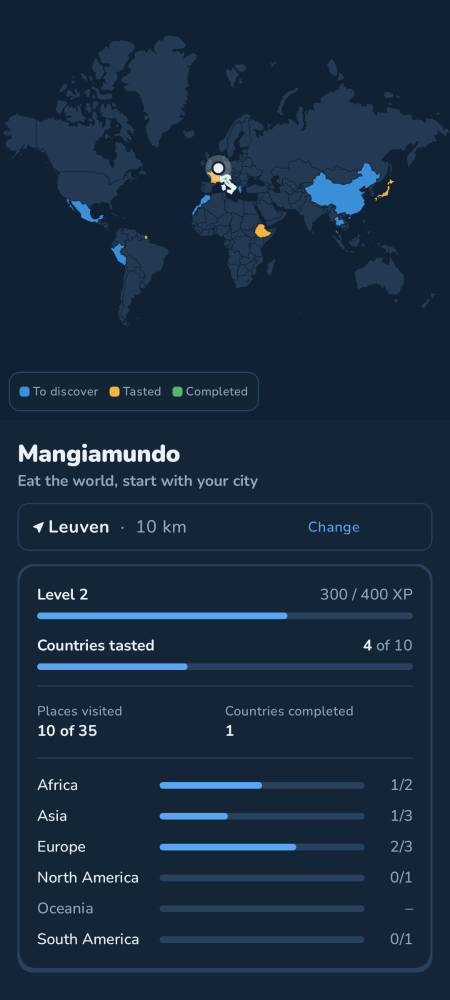 To discover
Tasted
Completed
Mangiamundo
Eat the world, start with your city
Leuven · 10 km
Change
Level 2
300 / 400 XP
Countries tasted
4 of 10
Places visited
Countries completed
10 of 35
1
Africa
1/2
Asia
1/3
Europe
2/3
North America
0/1
Oceania
–
South America
0/1